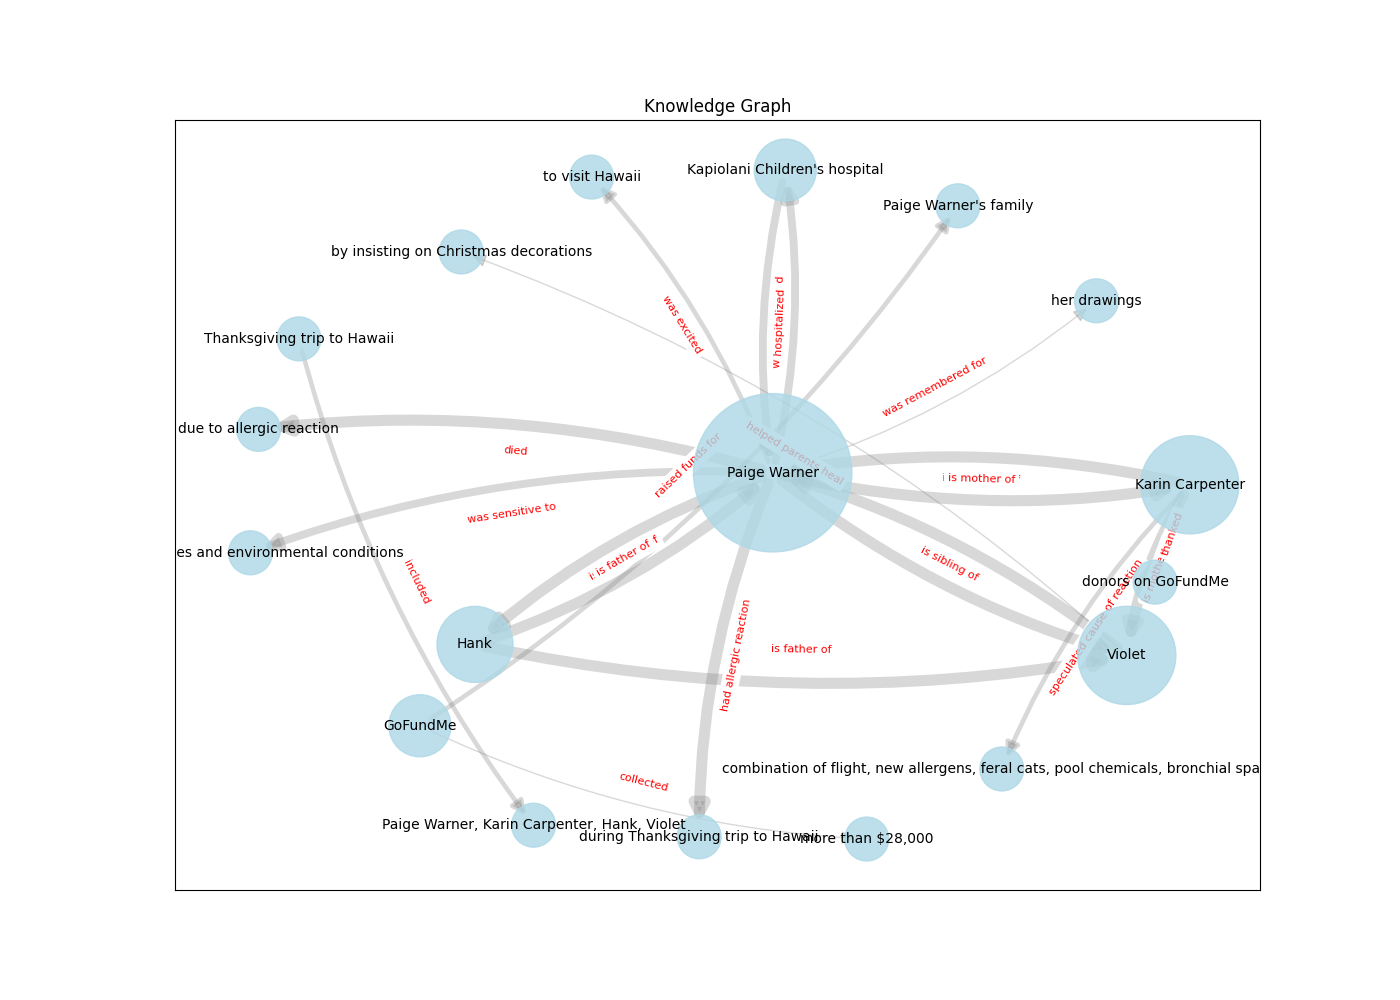 Knowledge Graph
Kapiolani Children's hospital
to visit Hawaii
Paige Warner's family
by insisting on Christmas decorations
her drawings
w hospitalized d
was excited
Thanksgiving trip to Hawaii
was remembered for
due to allergic reaction
helped parents heal
died
raised funds for
Paige Warner
is mother of
Karin Carpenter
was sensitive to
thanked
es and environmental conditions
is father of
is sibling of
included
donors on GoFundMe
Hank
is father of
Violet
speculated cause of reaction
had allergic reaction
GoFundMe
combination of flight, new allergens, feral cats, pool chemicals, bronchial spa
collected
Paige Warner, Karin Carpenter, Hank, Violet
during Thanksgiving trip to Hawaii
more than $28,000